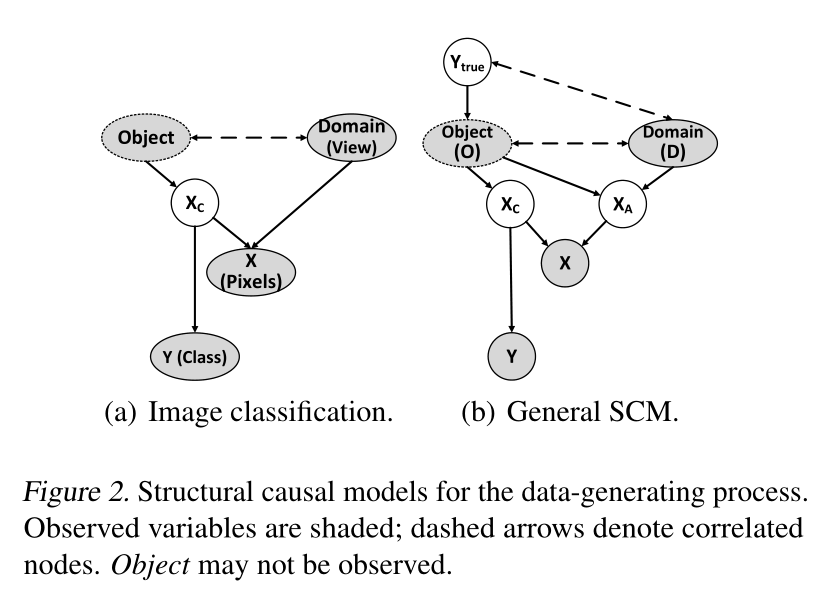 Y_true
Object
Domain
(View)
Object
(O)
Domain
(D)
X_C
X_C
X_A
X
(Pixels)
X
Y (Class)
Y
(a) Image classification.
(b) General SCM.
Figure 2. Structural causal models for the data-generating process.
Observed variables are shaded; dashed arrows denote correlated
nodes. Object may not be observed.